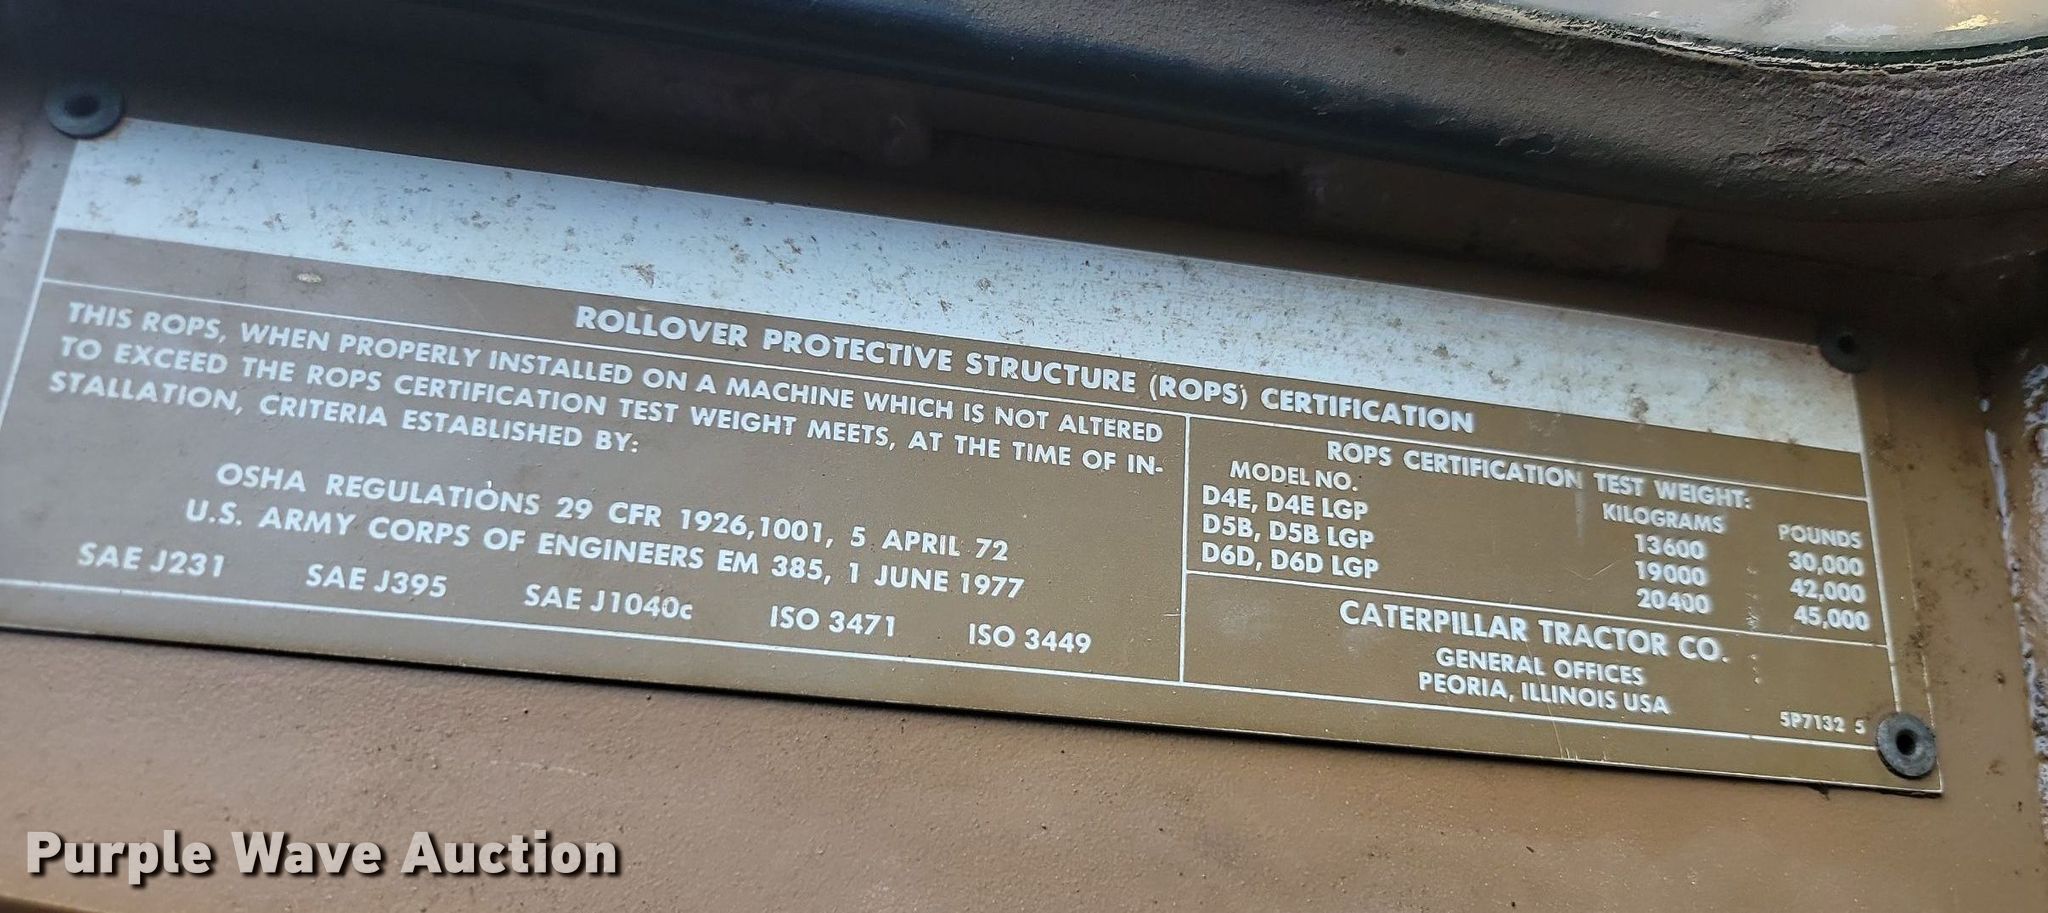 ROLLOVER PROTECTIVE STRUCTURE (ROPS) CERTIFICATION
THIS ROPS, WHEN PROPERLY INSTALLED ON A MACHINE WHICH IS NOT ALTERED
TO EXCEED THE ROPS CERTIFICATION TEST WEIGHT MEETS, AT THE TIME OF IN-
STALLATION, CRITERIA ESTABLISHED BY:
OSHA REGULATIONS 29 CFR 1926,1001, 5 APRIL 72
U.S. ARMY CORPS OF ENGINEERS EM 385, 1 JUNE 1977
SAE J231 SAE J395 SAE J1040c ISO 3471 ISO 3449
ROPS CERTIFICATION TEST WEIGHT:
MODEL NO. KILOGRAMS POUNDS
D4E, D4E LGP 13600 30,000
D5B, D5B LGP 19000 42,000
D6D, D6D LGP 20400 45,000
CATERPILLAR TRACTOR CO.
GENERAL OFFICES
PEORIA, ILLINOIS USA
5P7132 5
Purple Wave Auction